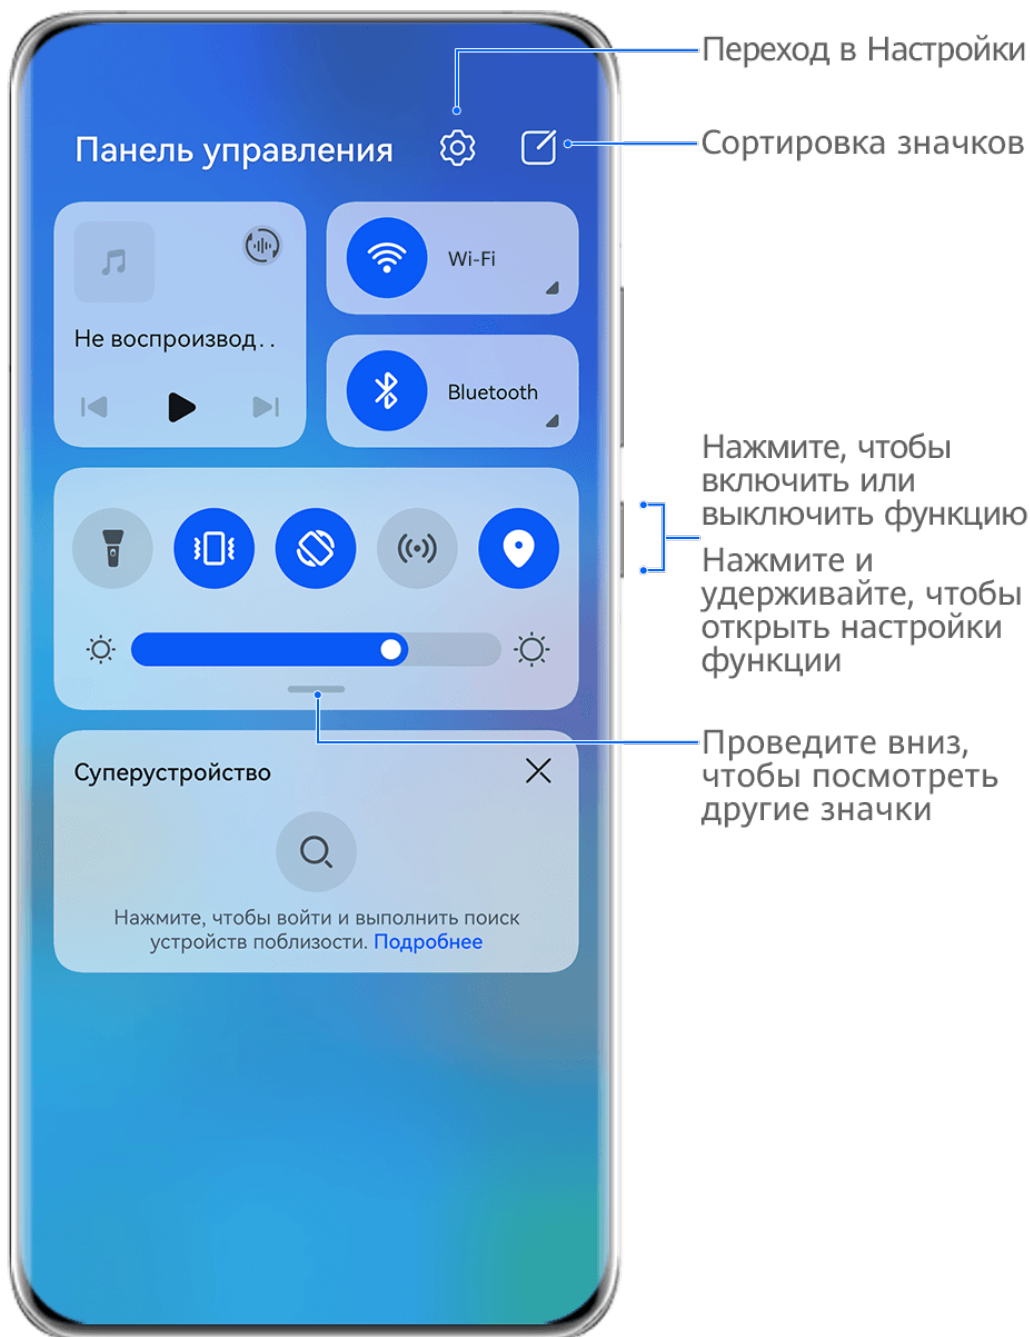 Переход в Настройки
Панель управления
Сортировка значков
Wi-Fi
Не воспроизвод..
Bluetooth
Нажмите, чтобы
включить или
выключить функцию
Нажмите и
удерживайте, чтобы
открыть настройки
функции
Проведите вниз,
чтобы посмотреть
другие значки
Суперустройство
Нажмите, чтобы войти и выполнить поиск
устройств поблизости. Подробнее